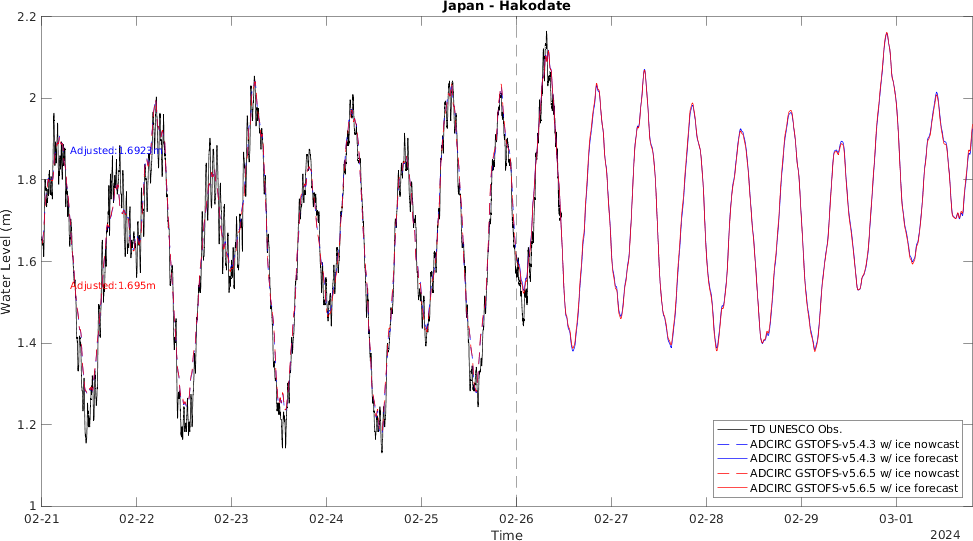 Japan - Hakodate
2.2
2
1.8
1.6
1.4
1.2
1
Water Level (m)
Adjusted:1.6923m
Adjusted:1.695m
TD UNESCO Obs.
ADCIRC GSTOFS-v5.4.3 w/ ice nowcast
ADCIRC GSTOFS-v5.4.3 w/ ice forecast
ADCIRC GSTOFS-v5.6.5 w/ ice nowcast
ADCIRC GSTOFS-v5.6.5 w/ ice forecast
02-21 02-22 02-23 02-24 02-25 02-26 02-27 02-28 02-29 03-01
Time
2024